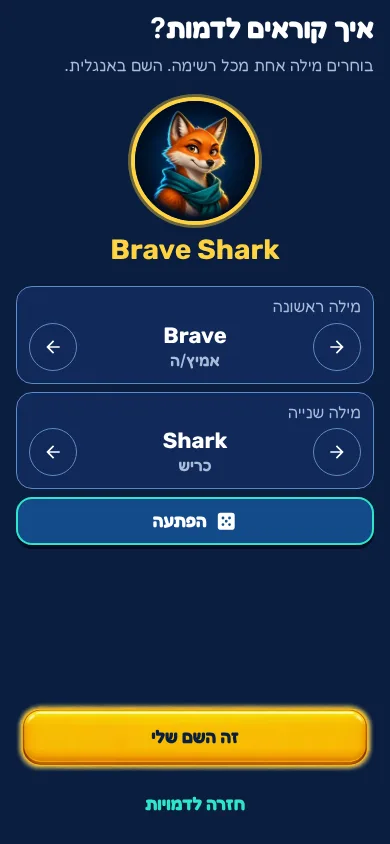 איך קוראים לדמות?
בוחרים מילה אחת מכל רשימה. השם באנגלית.
Brave Shark
מילה ראשונה
Brave
אמיץ/ה
מילה שנייה
Shark
כריש
הפתעה
זה השם שלי
חזרה לדמויות